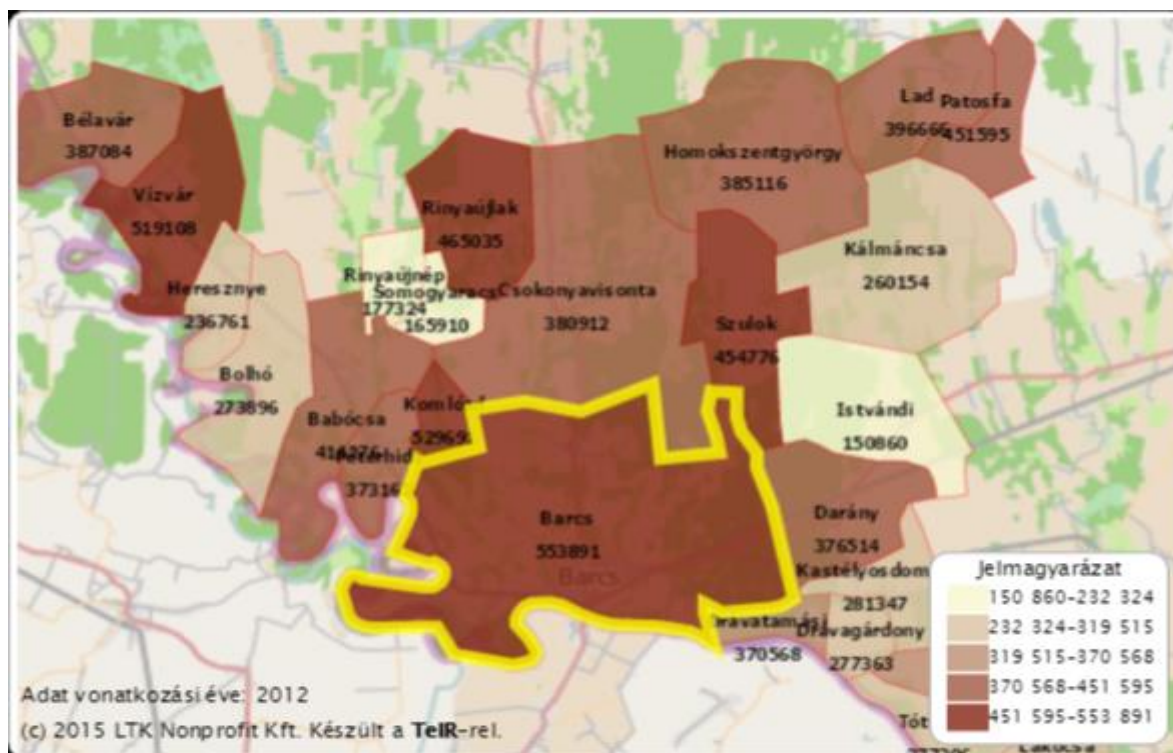 Bélavár
387084
Vízvár
519108
Heresznye
236761
Bolhó
273896
Rinyaújlak
465035
Rinyaújnép
177324
Somogyaracs
165910
Csokonyavisonta
380912
Homokszentgyörgy
385116
Lad
396666
Patosfa
451595
Kálmáncsa
260154
Szulok
454776
Istvándi
150860
Babócsa
Barcs
553891
Barcs
Darány
376514
Kastélyosdom
281347
370568
Drávagárdony
277363
Tót
Jelmagyarázat
150 860-232 324
232 324-319 515
319 515-370 568
370 568-451 595
451 595-553 891
Adat vonatkozási éve: 2012
(c) 2015 LTK Nonprofit Kft. Készült a TeIR-rel.